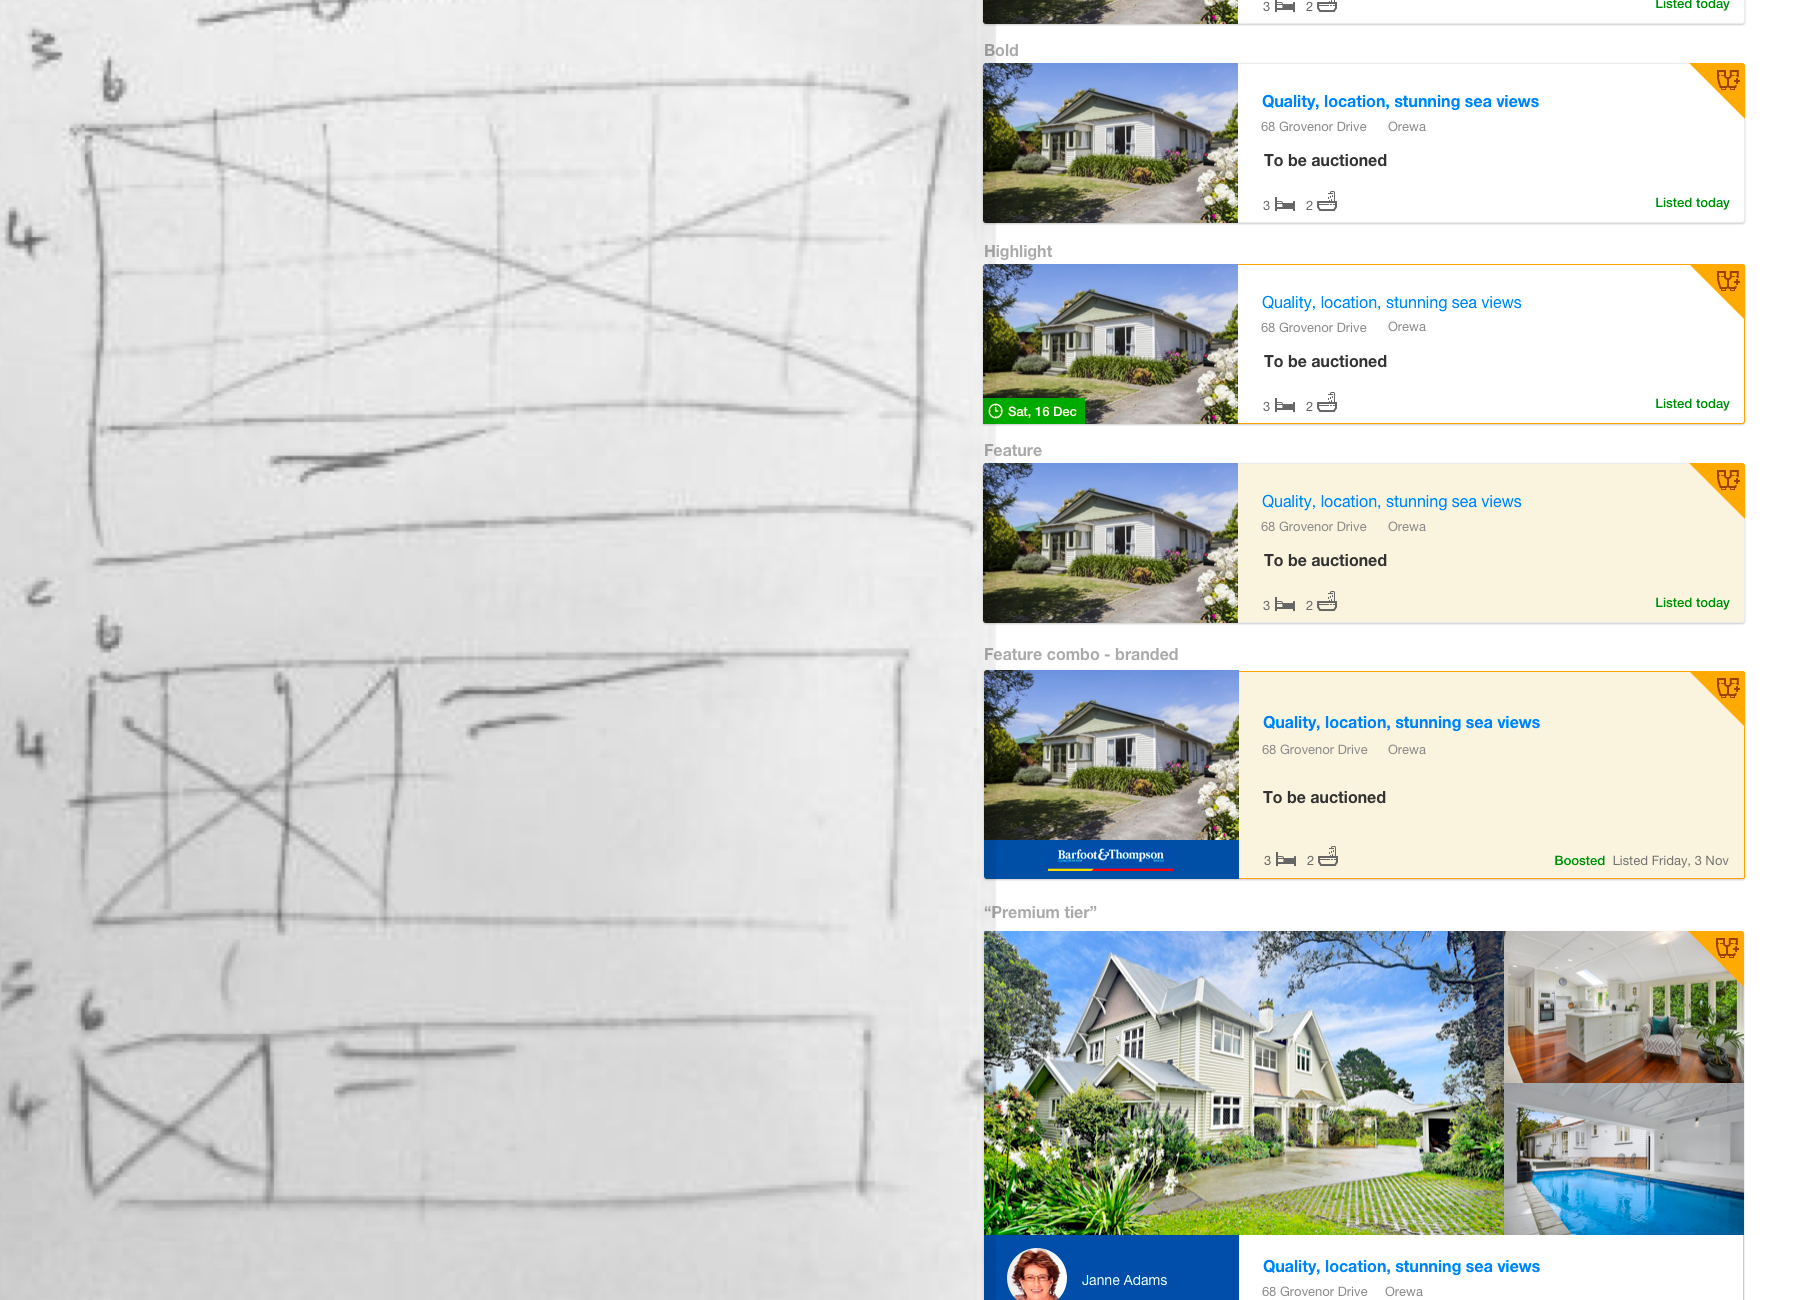 6
4
c
6
4
6
4
3 2
Listed today
Bold
Quality, location, stunning sea views
68 Grovenor Drive Orewa
To be auctioned
3 2
Listed today
Highlight
Quality, location, stunning sea views
68 Grovenor Drive Orewa
To be auctioned
Sat, 16 Dec
3 2
Listed today
Feature
Quality, location, stunning sea views
68 Grovenor Drive Orewa
To be auctioned
3 2
Listed today
Feature combo - branded
Quality, location, stunning sea views
68 Grovenor Drive Orewa
To be auctioned
Barfoot&Thompson
3 2
Boosted Listed Friday, 3 Nov
“Premium tier”
Janne Adams
Quality, location, stunning sea views
68 Grovenor Drive Orewa